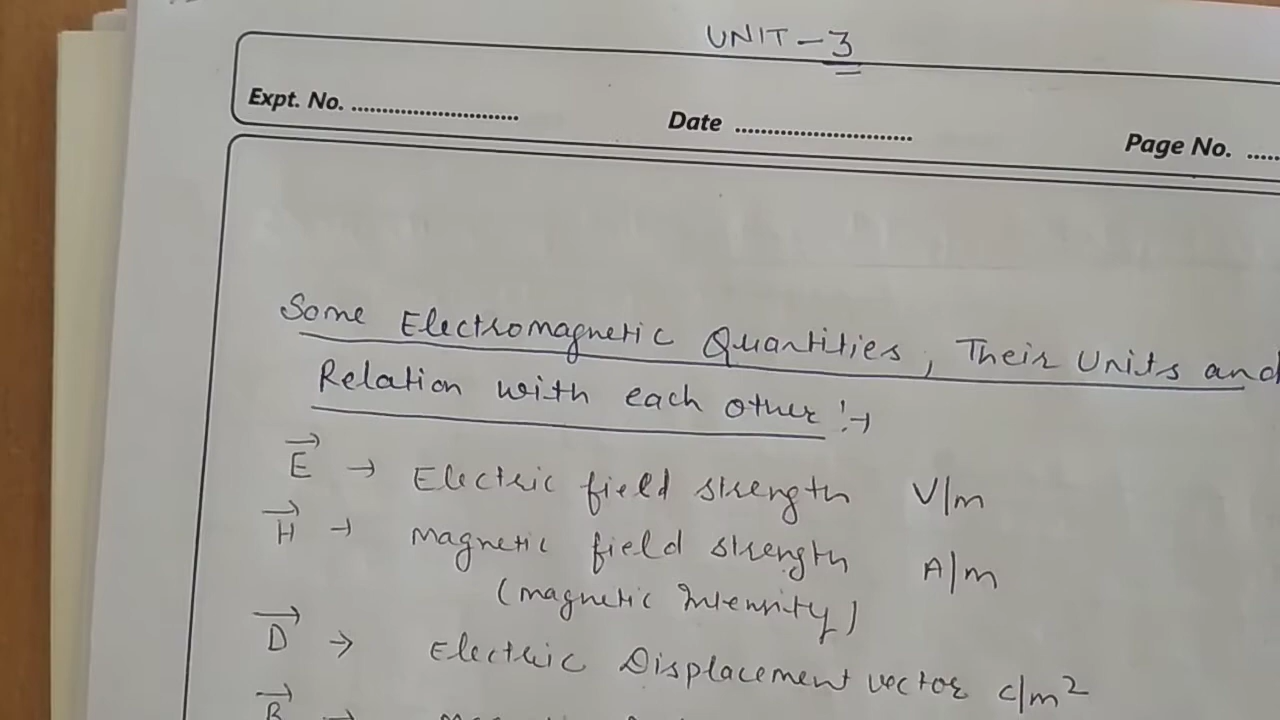 UNIT-3
Expt. No. ........................... Date ............................ Page No. .....
Some Electromagnetic Quantities, Their Units and
Relation with each other :→
E → Electric field strength V/m
H → Magnetic field strength A/m
(magnetic Intensity)
D → Electric Displacement vector c/m²
B →